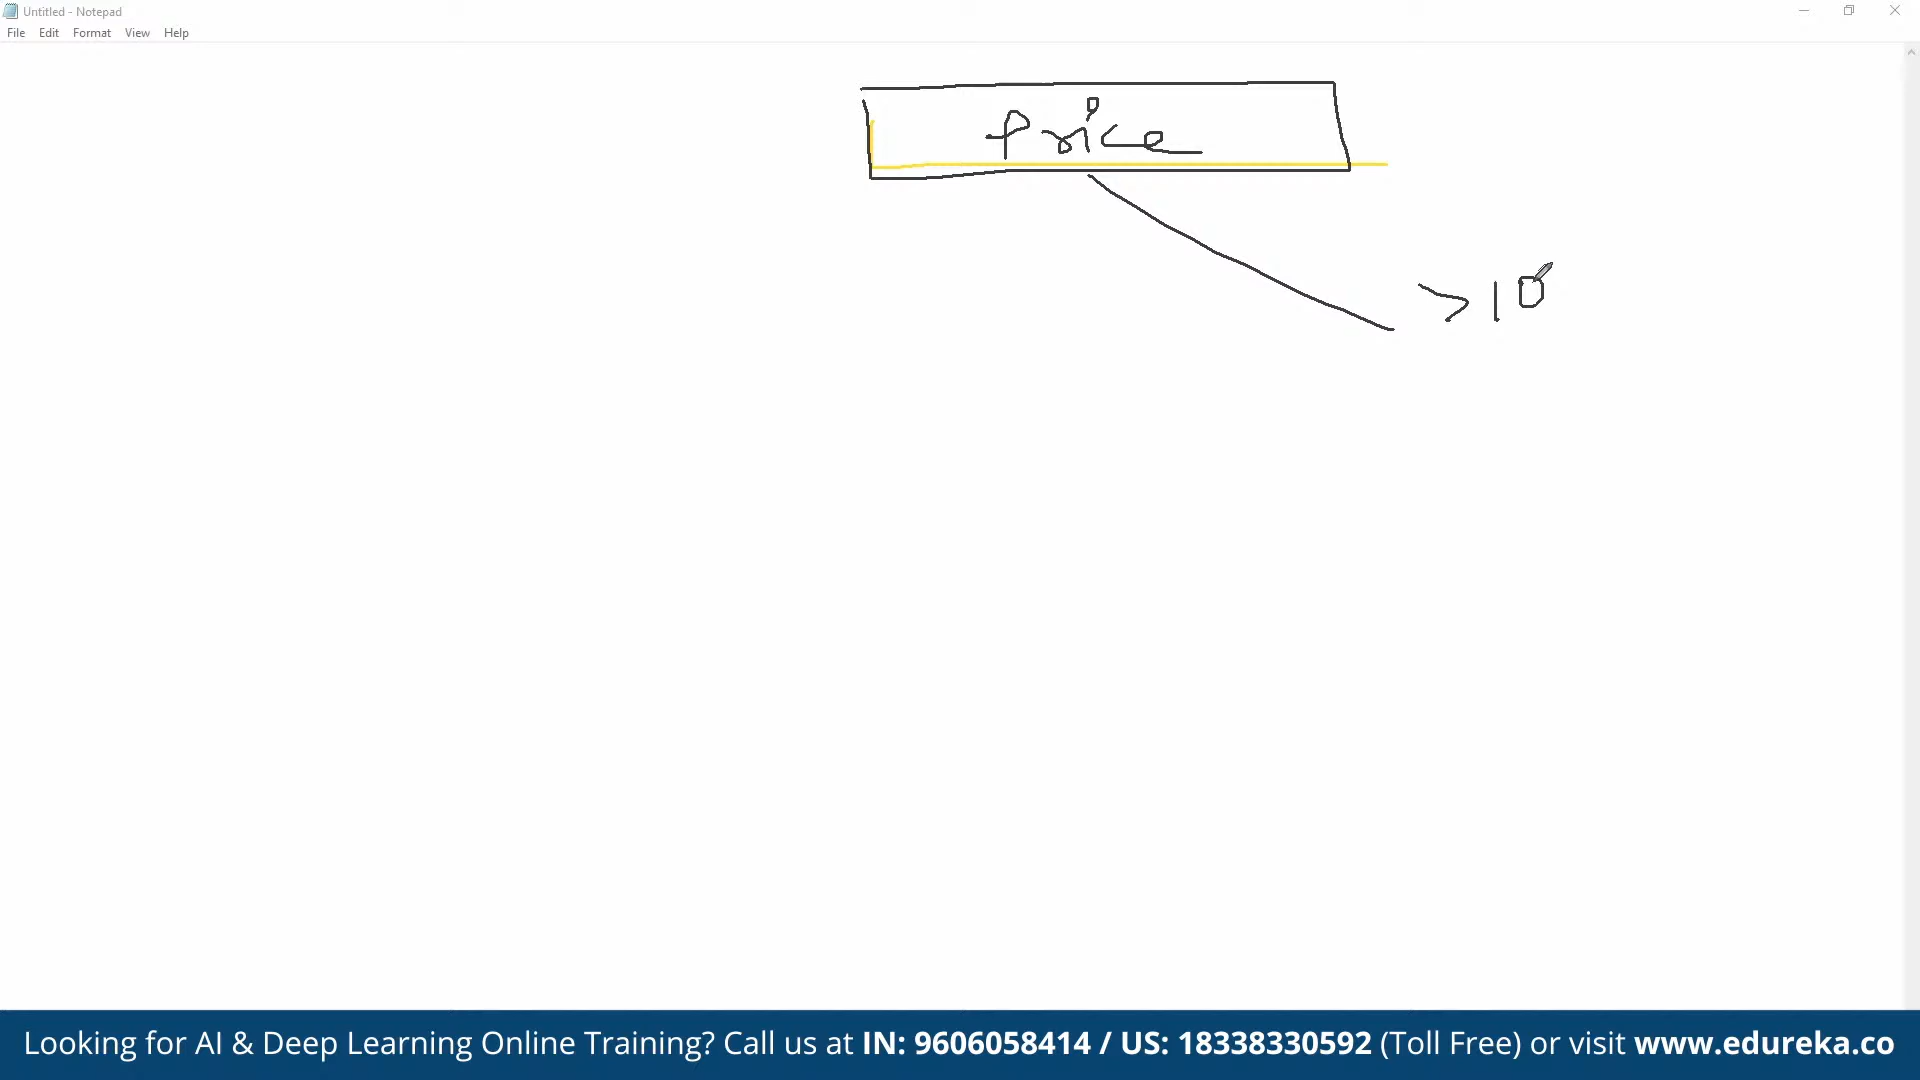 Untitled - Notepad
File Edit Format View Help
Price
>10
Looking for AI & Deep Learning Online Training? Call us at IN: 9606058414 / US: 18338330592 (Toll Free) or visit www.edureka.co